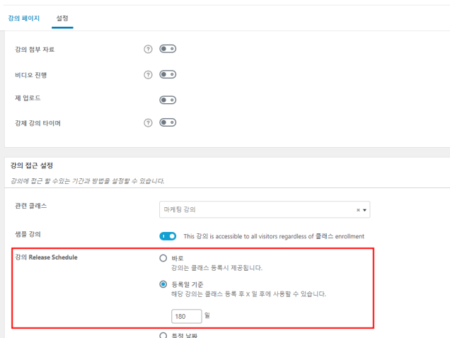 강의 페이지 설정
강의 첨부 자료
비디오 진행
과제 업로드
강제 강의 타이머
강의 접근 설정
강의에 접근 할 수있는 기간과 방법을 설정할 수 있습니다.
관련 클래스
마케팅 강의
샘플 강의
This 강의 is accessible to all visitors regardless of 클래스 enrollment
강의 Release Schedule
바로
강의는 클래스 등록시 제공됩니다.
등록일 기준
해당 강의는 클래스 등록 후 X 일 후에 사용할 수 있습니다.
180 일
특정 날짜